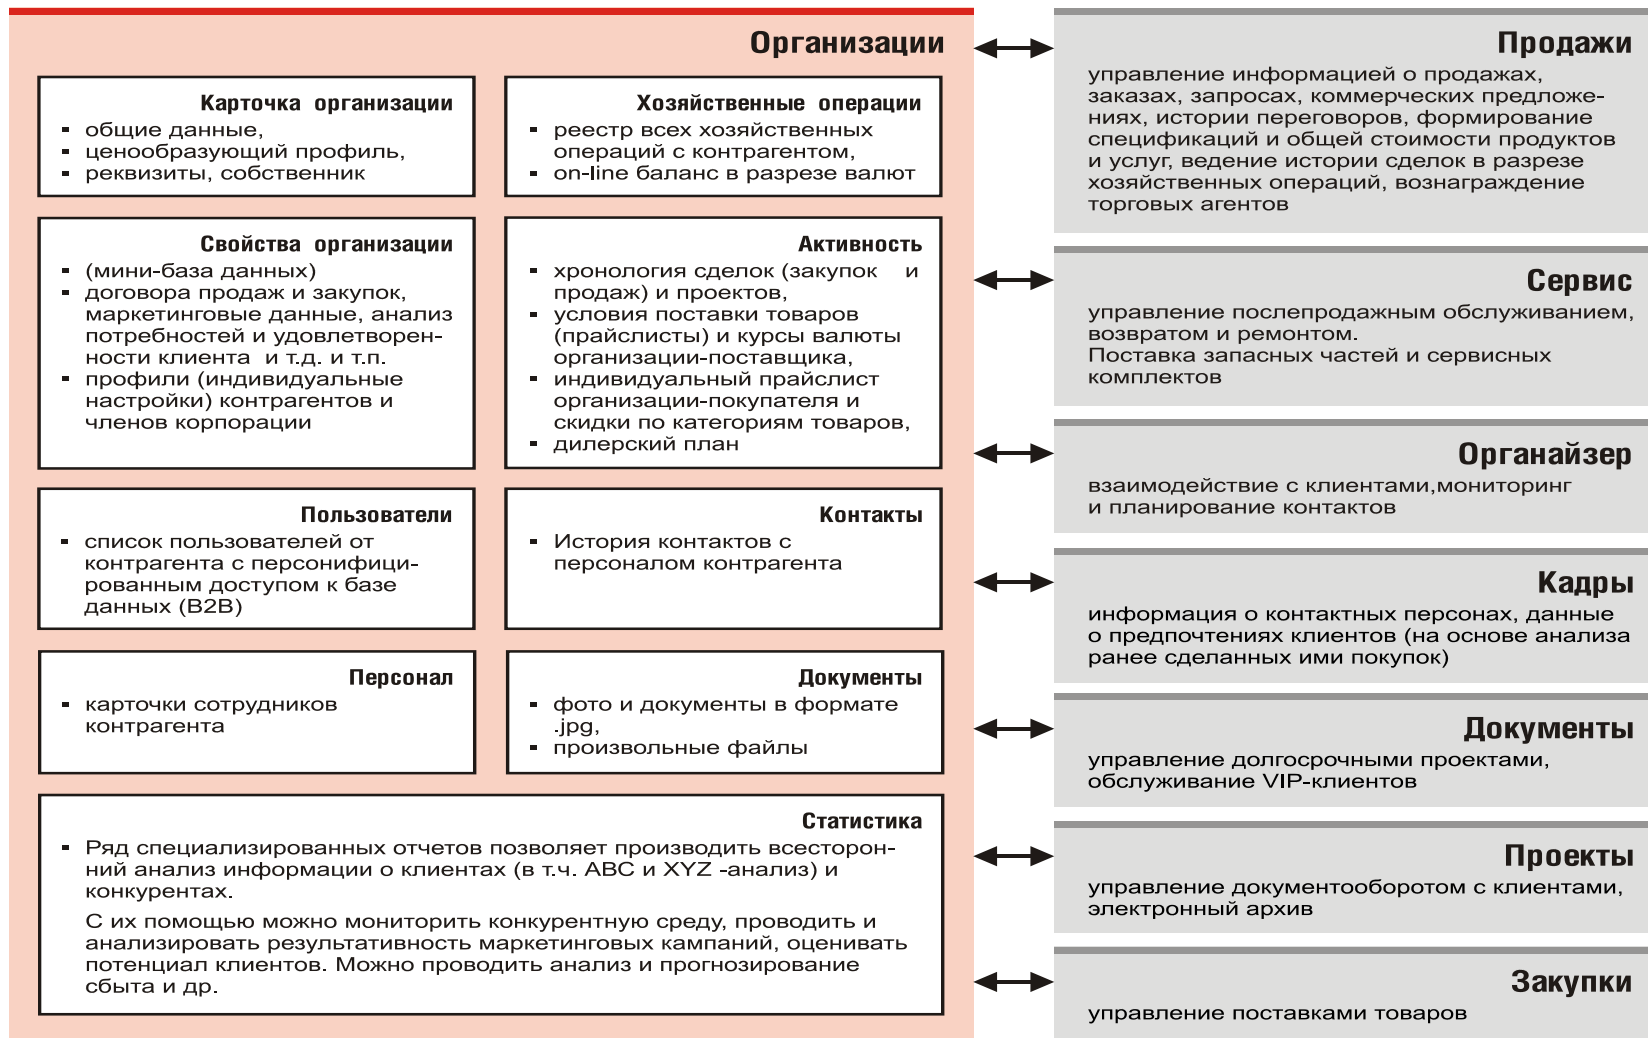 Организации
Карточка организации
▪ общие данные,
▪ ценообразующий профиль,
▪ реквизиты, собственник
Хозяйственные операции
▪ реестр всех хозяйственных
операций с контрагентом,
▪ on-line баланс в разрезе валют
Свойства организации
▪ (мини-база данных)
▪ договора продаж и закупок,
маркетинговые данные, анализ
потребностей и удовлетворен-
ности клиента и т.д. и т.п.
▪ профили (индивидуальные
настройки) контрагентов и
членов корпорации
Активность
▪ хронология сделок (закупок и
продаж) и проектов,
▪ условия поставки товаров
(прайслисты) и курсы валюты
организации-поставщика,
▪ индивидуальный прайслист
организации-покупателя и
скидки по категориям товаров,
▪ дилерский план
Пользователи
▪ список пользователей от
контрагента с персонифици-
рованным доступом к базе
данных (B2B)
Контакты
▪ История контактов с
персоналом контрагента
Персонал
▪ карточки сотрудников
контрагента
Документы
▪ фото и документы в формате
.jpg,
▪ произвольные файлы
Статистика
▪ Ряд специализированных отчетов позволяет производить всесторон-
ний анализ информации о клиентах (в т.ч. ABC и XYZ -анализ) и
конкурентах.
С их помощью можно мониторить конкурентную среду, проводить и
анализировать результативность маркетинговых кампаний, оценивать
потенциал клиентов. Можно проводить анализ и прогнозирование
сбыта и др.
Продажи
управление информацией о продажах,
заказах, запросах, коммерческих предложе-
ниях, истории переговоров, формирование
спецификаций и общей стоимости продуктов
и услуг, ведение истории сделок в разрезе
хозяйственных операций, вознаграждение
торговых агентов
Сервис
управление послепродажным обслуживанием,
возвратом и ремонтом.
Поставка запасных частей и сервисных
комплектов
Органайзер
взаимодействие с клиентами,мониторинг
и планирование контактов
Кадры
информация о контактных персонах, данные
о предпочтениях клиентов (на основе анализа
ранее сделанных ими покупок)
Документы
управление долгосрочными проектами,
обслуживание VIP-клиентов
Проекты
управление документооборотом с клиентами,
электронный архив
Закупки
управление поставками товаров